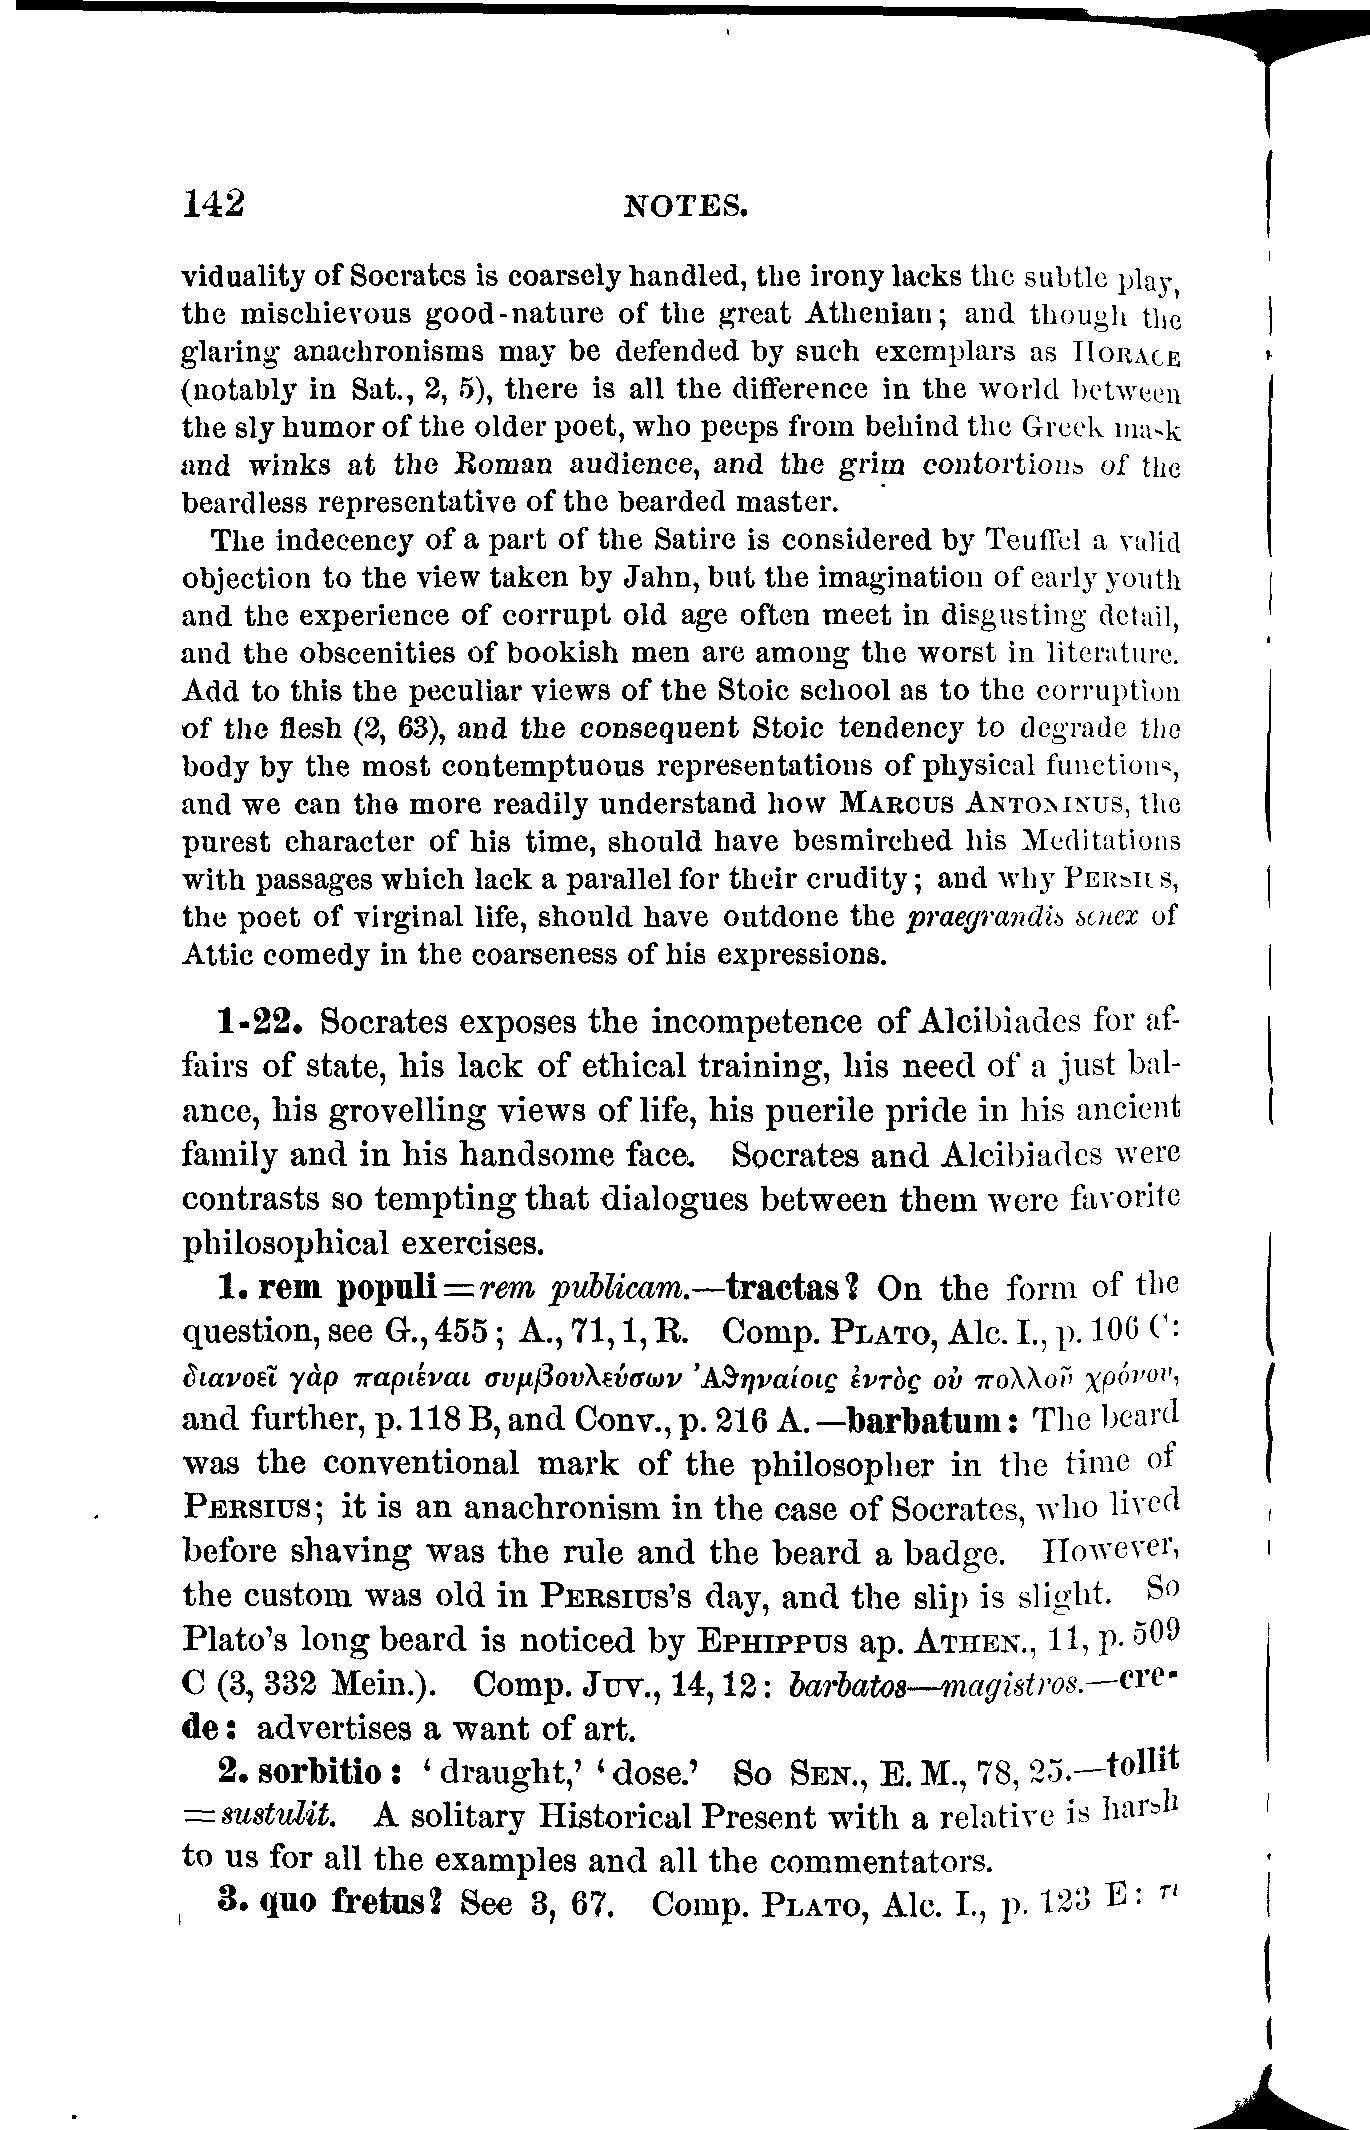 142 NOTES.
viduality of Socrates is coarsely handled, the irony lacks the subtle play,
the mischievous good-nature of the great Athenian; and though the
glaring anachronisms may be defended by such exemplars as HORACE
(notably in Sat., 2, 5), there is all the difference in the world between
the sly humor of the older poet, who peeps from behind the Greek mask
and winks at the Roman audience, and the grim contortions of the
beardless representative of the bearded master.
The indecency of a part of the Satire is considered by Teuffel a valid
objection to the view taken by Jahn, but the imagination of early youth
and the experience of corrupt old age often meet in disgusting detail,
and the obscenities of bookish men are among the worst in literature.
Add to this the peculiar views of the Stoic school as to the corruption
of the flesh (2, 63), and the consequent Stoic tendency to degrade the
body by the most contemptuous representations of physical functions,
and we can the more readily understand how MARCUS ANTONINUS, the
purest character of his time, should have besmirched his Meditations
with passages which lack a parallel for their crudity; and why PERSIUS,
the poet of virginal life, should have outdone the praegrandis senex of
Attic comedy in the coarseness of his expressions.
1-22. Socrates exposes the incompetence of Alcibiades for af-
fairs of state, his lack of ethical training, his need of a just bal-
ance, his grovelling views of life, his puerile pride in his ancient
family and in his handsome face. Socrates and Alcibiades were
contrasts so tempting that dialogues between them were favorite
philosophical exercises.
1. rem populi=rem publicam.—tractas? On the form of the
question, see G., 455; A., 71, 1, R. Comp. PLATO, Alc. I., p. 106 C:
διανοεῖ γὰρ παριέναι συμβουλεύσων Ἀϑηναίοις ἐντὸς οὐ πολλοῦ χρόνου,
and further, p. 118 B, and Conv., p. 216 A.—barbatum: The beard
was the conventional mark of the philosopher in the time of
PERSIUS; it is an anachronism in the case of Socrates, who lived
before shaving was the rule and the beard a badge. However,
the custom was old in PERSIUS's day, and the slip is slight. So
Plato's long beard is noticed by EPHIPPUS ap. ATHEN., 11, p. 509
C (3, 332 Mein.). Comp. JUV., 14, 12: barbatos—magistros.—cre-
de: advertises a want of art.
2. sorbitio: ‘draught,’ ‘dose.’ So SEN., E. M., 78, 25.—tollit
=sustulit. A solitary Historical Present with a relative is harsh
to us for all the examples and all the commentators.
3. quo fretus? See 3, 67. Comp. PLATO, Alc. I., p. 123 E: τι